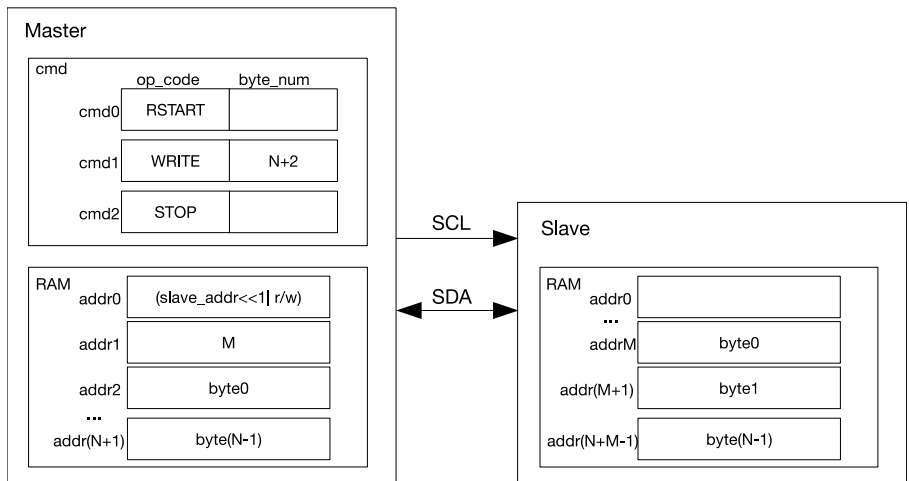 Master
cmd
op_code byte_num
cmd0 RSTART
cmd1 WRITE N+2
cmd2 STOP
RAM
addr0 (slave_addr<<1| r/w)
addr1 M
addr2 byte0
...
addr(N+1) byte(N-1)
SCL
SDA
Slave
RAM
addr0
...
addrM byte0
addr(M+1) byte1
addr(N+M-1) byte(N-1)